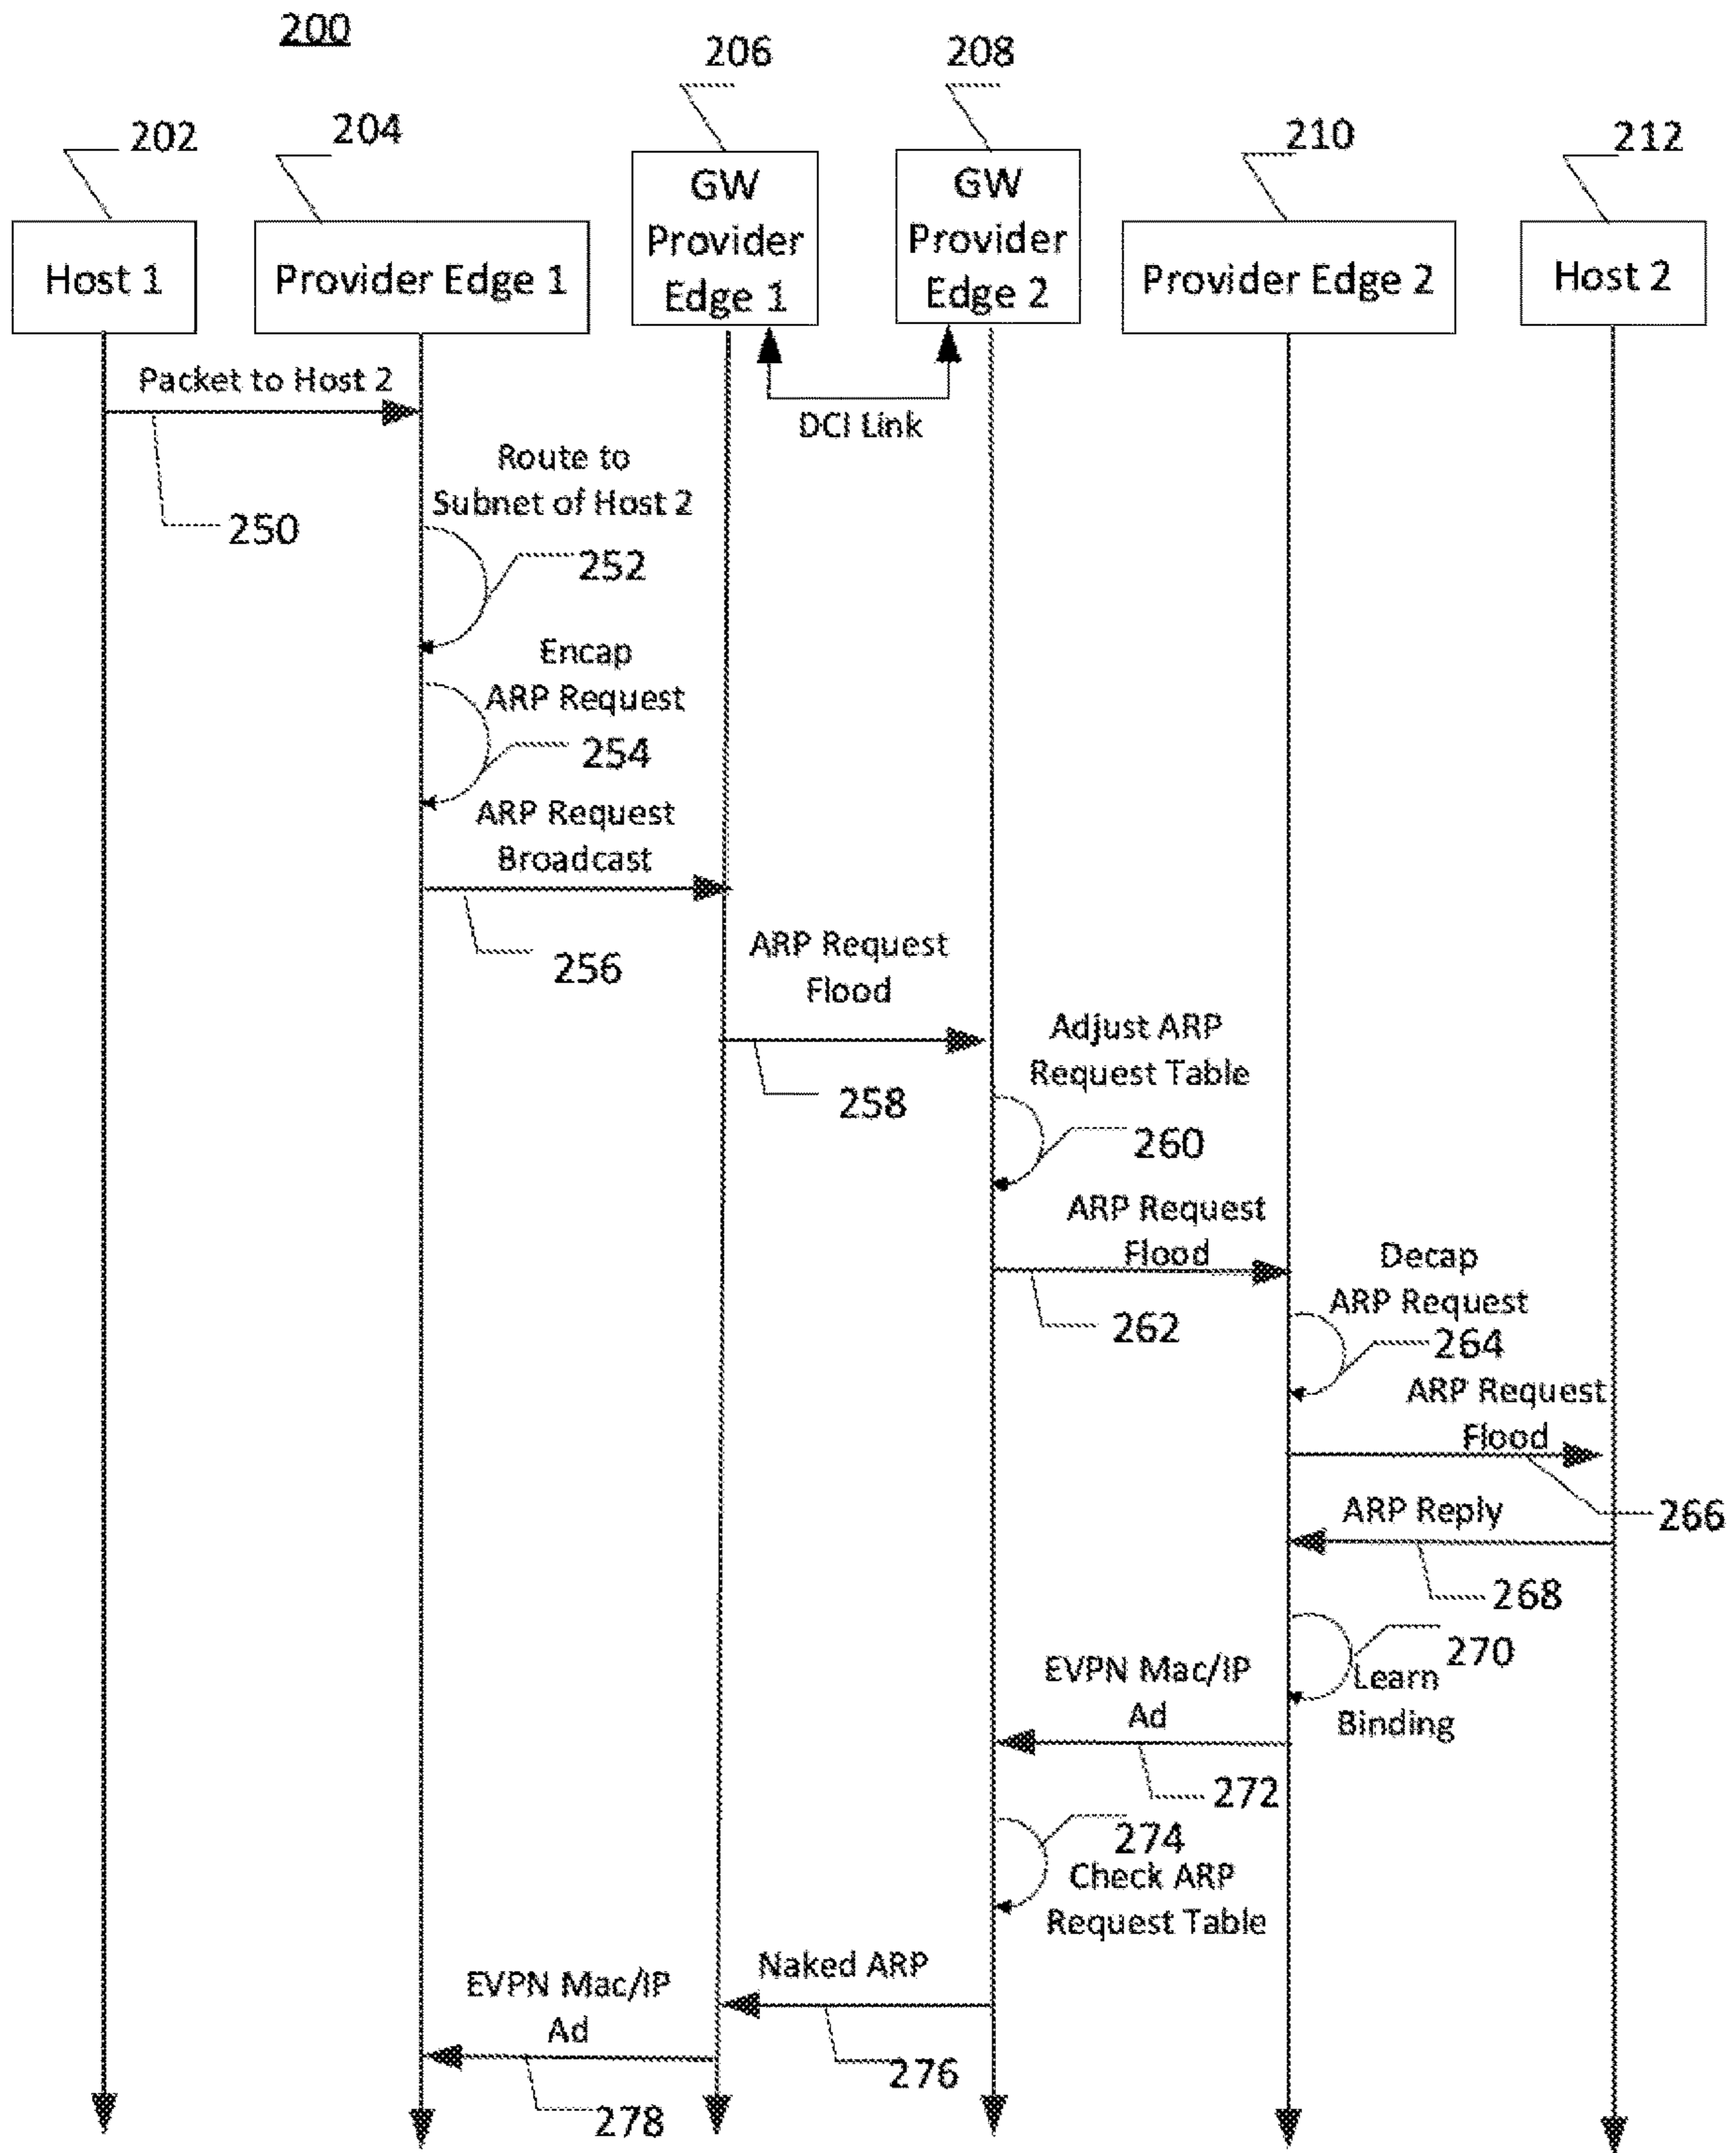 200
206
208
202
204
210
212
Host 1
Provider Edge 1
GW
Provider
Edge 1
GW
Provider
Edge 2
Provider Edge 2
Host 2
Packet to Host 2
DCI Link
250
Route to
Subnet of Host 2
252
Encap
ARP Request
254
ARP Request
Broadcast
256
ARP Request
Flood
258
Adjust ARP
Request Table
260
ARP Request
Flood
262
Decap
ARP Request
264
ARP Request
Flood
266
ARP Reply
268
270
Learn
Binding
EVPN Mac/IP
Ad
272
274
Check ARP
Request Table
Naked ARP
276
EVPN Mac/IP
Ad
278